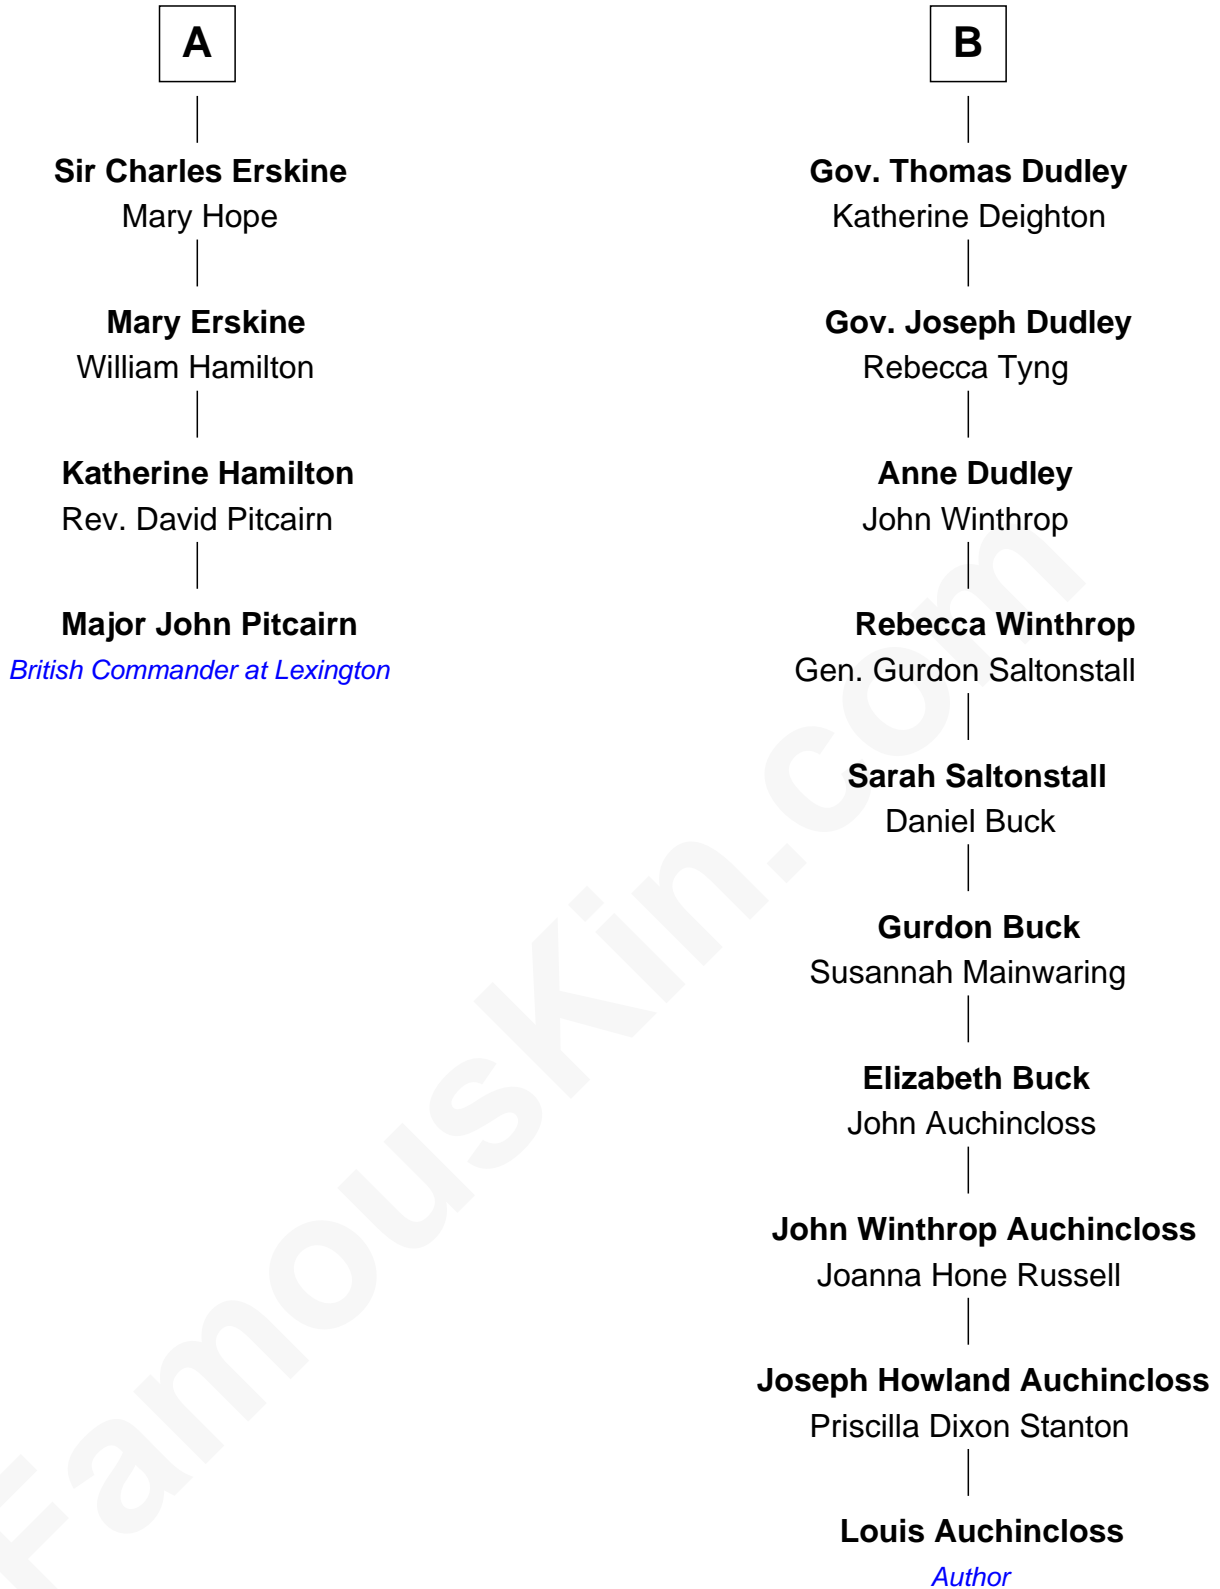 A
Sir Charles Erskine
Mary Hope
Mary Erskine
William Hamilton
Katherine Hamilton
Rev. David Pitcairn
Major John Pitcairn
British Commander at Lexington
B
Gov. Thomas Dudley
Katherine Deighton
Gov. Joseph Dudley
Rebecca Tyng
Anne Dudley
John Winthrop
Rebecca Winthrop
Gen. Gurdon Saltonstall
Sarah Saltonstall
Daniel Buck
Gurdon Buck
Susannah Mainwaring
Elizabeth Buck
John Auchincloss
John Winthrop Auchincloss
Joanna Hone Russell
Joseph Howland Auchincloss
Priscilla Dixon Stanton
Louis Auchincloss
Author
FamousKin.com